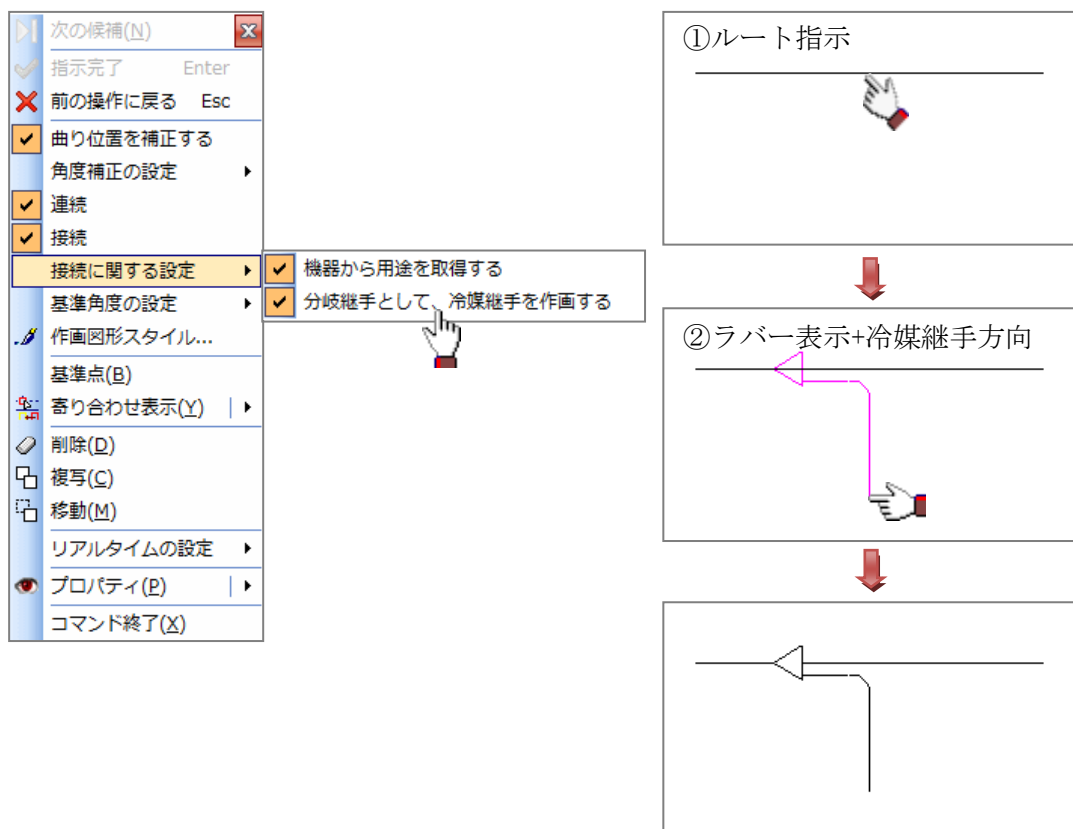 次の候補(N)
指示完了 Enter
前の操作に戻る Esc
曲り位置を補正する
角度補正の設定
連続
接続
接続に関する設定
機器から用途を取得する
分岐継手として、冷媒継手を作画する
基準角度の設定
作画図形スタイル...
基準点(B)
寄り合わせ表示(Y)
削除(D)
複写(C)
移動(M)
リアルタイムの設定
プロパティ(P)
コマンド終了(X)
①ルート指示
②ラバー表示+冷媒継手方向